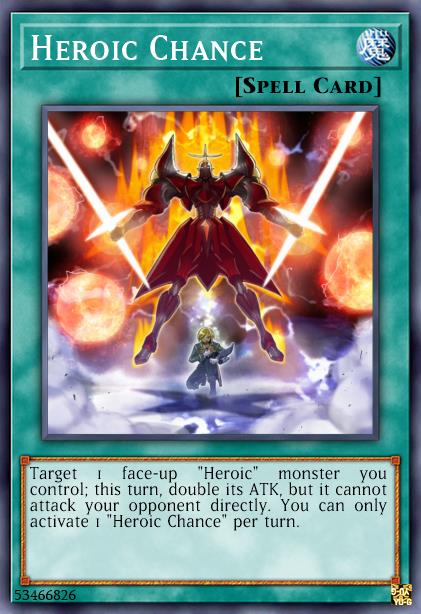 Heroic Chance
魔
[Spell Card]
Target 1 face-up "Heroic" monster you
control; this turn, double its ATK, but it cannot
attack your opponent directly. You can only
activate 1 "Heroic Chance" per turn.
53466826